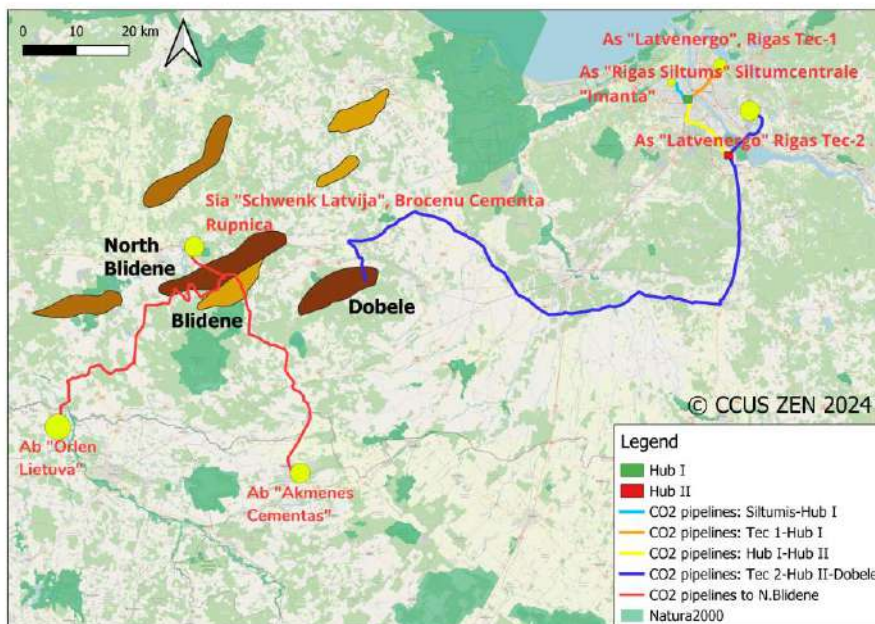 0 10 20 km
As "Latvenergo", Rigas Tec-1
As "Rigas Siltums" Siltumcentrale
"Imanta"
As "Latvenergo" Rigas Tec-2
Sia "Schwenk Latvija", Brocenu Cementa
Rupnica
North
Blidene
Blidene
Dobele
Ab "Orlen
Lietuva"
Ab "Akmenes
Cementas"
© CCUS ZEN 2024
Legend
Hub I
Hub II
CO2 pipelines: Siltumis-Hub I
CO2 pipelines: Tec 1-Hub I
CO2 pipelines: Hub I-Hub II
CO2 pipelines: Tec 2-Hub II-Dobele
CO2 pipelines to N.Blidene
Natura2000